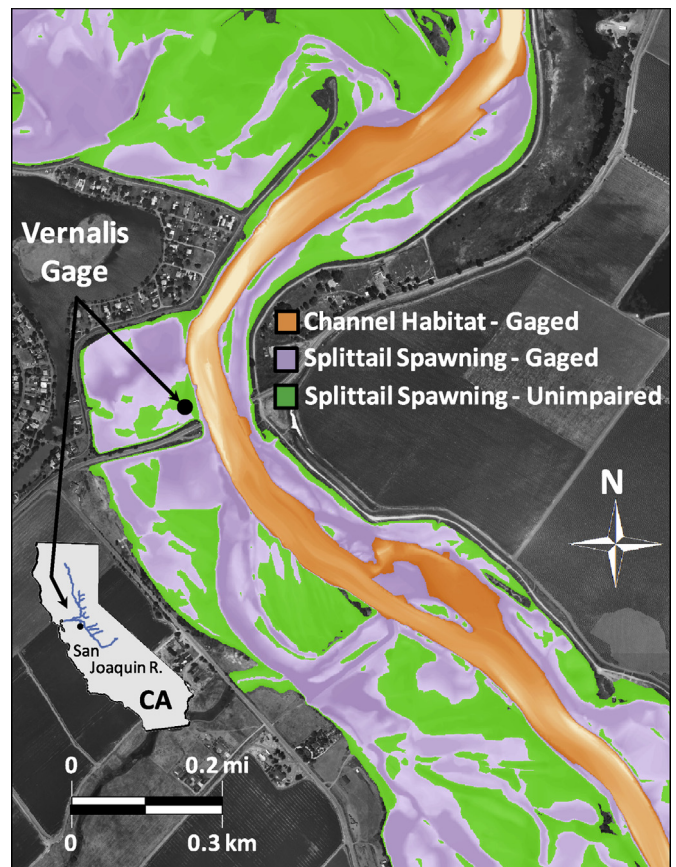 Vernalis
Gage
Channel Habitat - Gaged
Splittail Spawning - Gaged
Splittail Spawning - Unimpaired
N
San
Joaquin R.
CA
0 0.2 mi
0 0.3 km